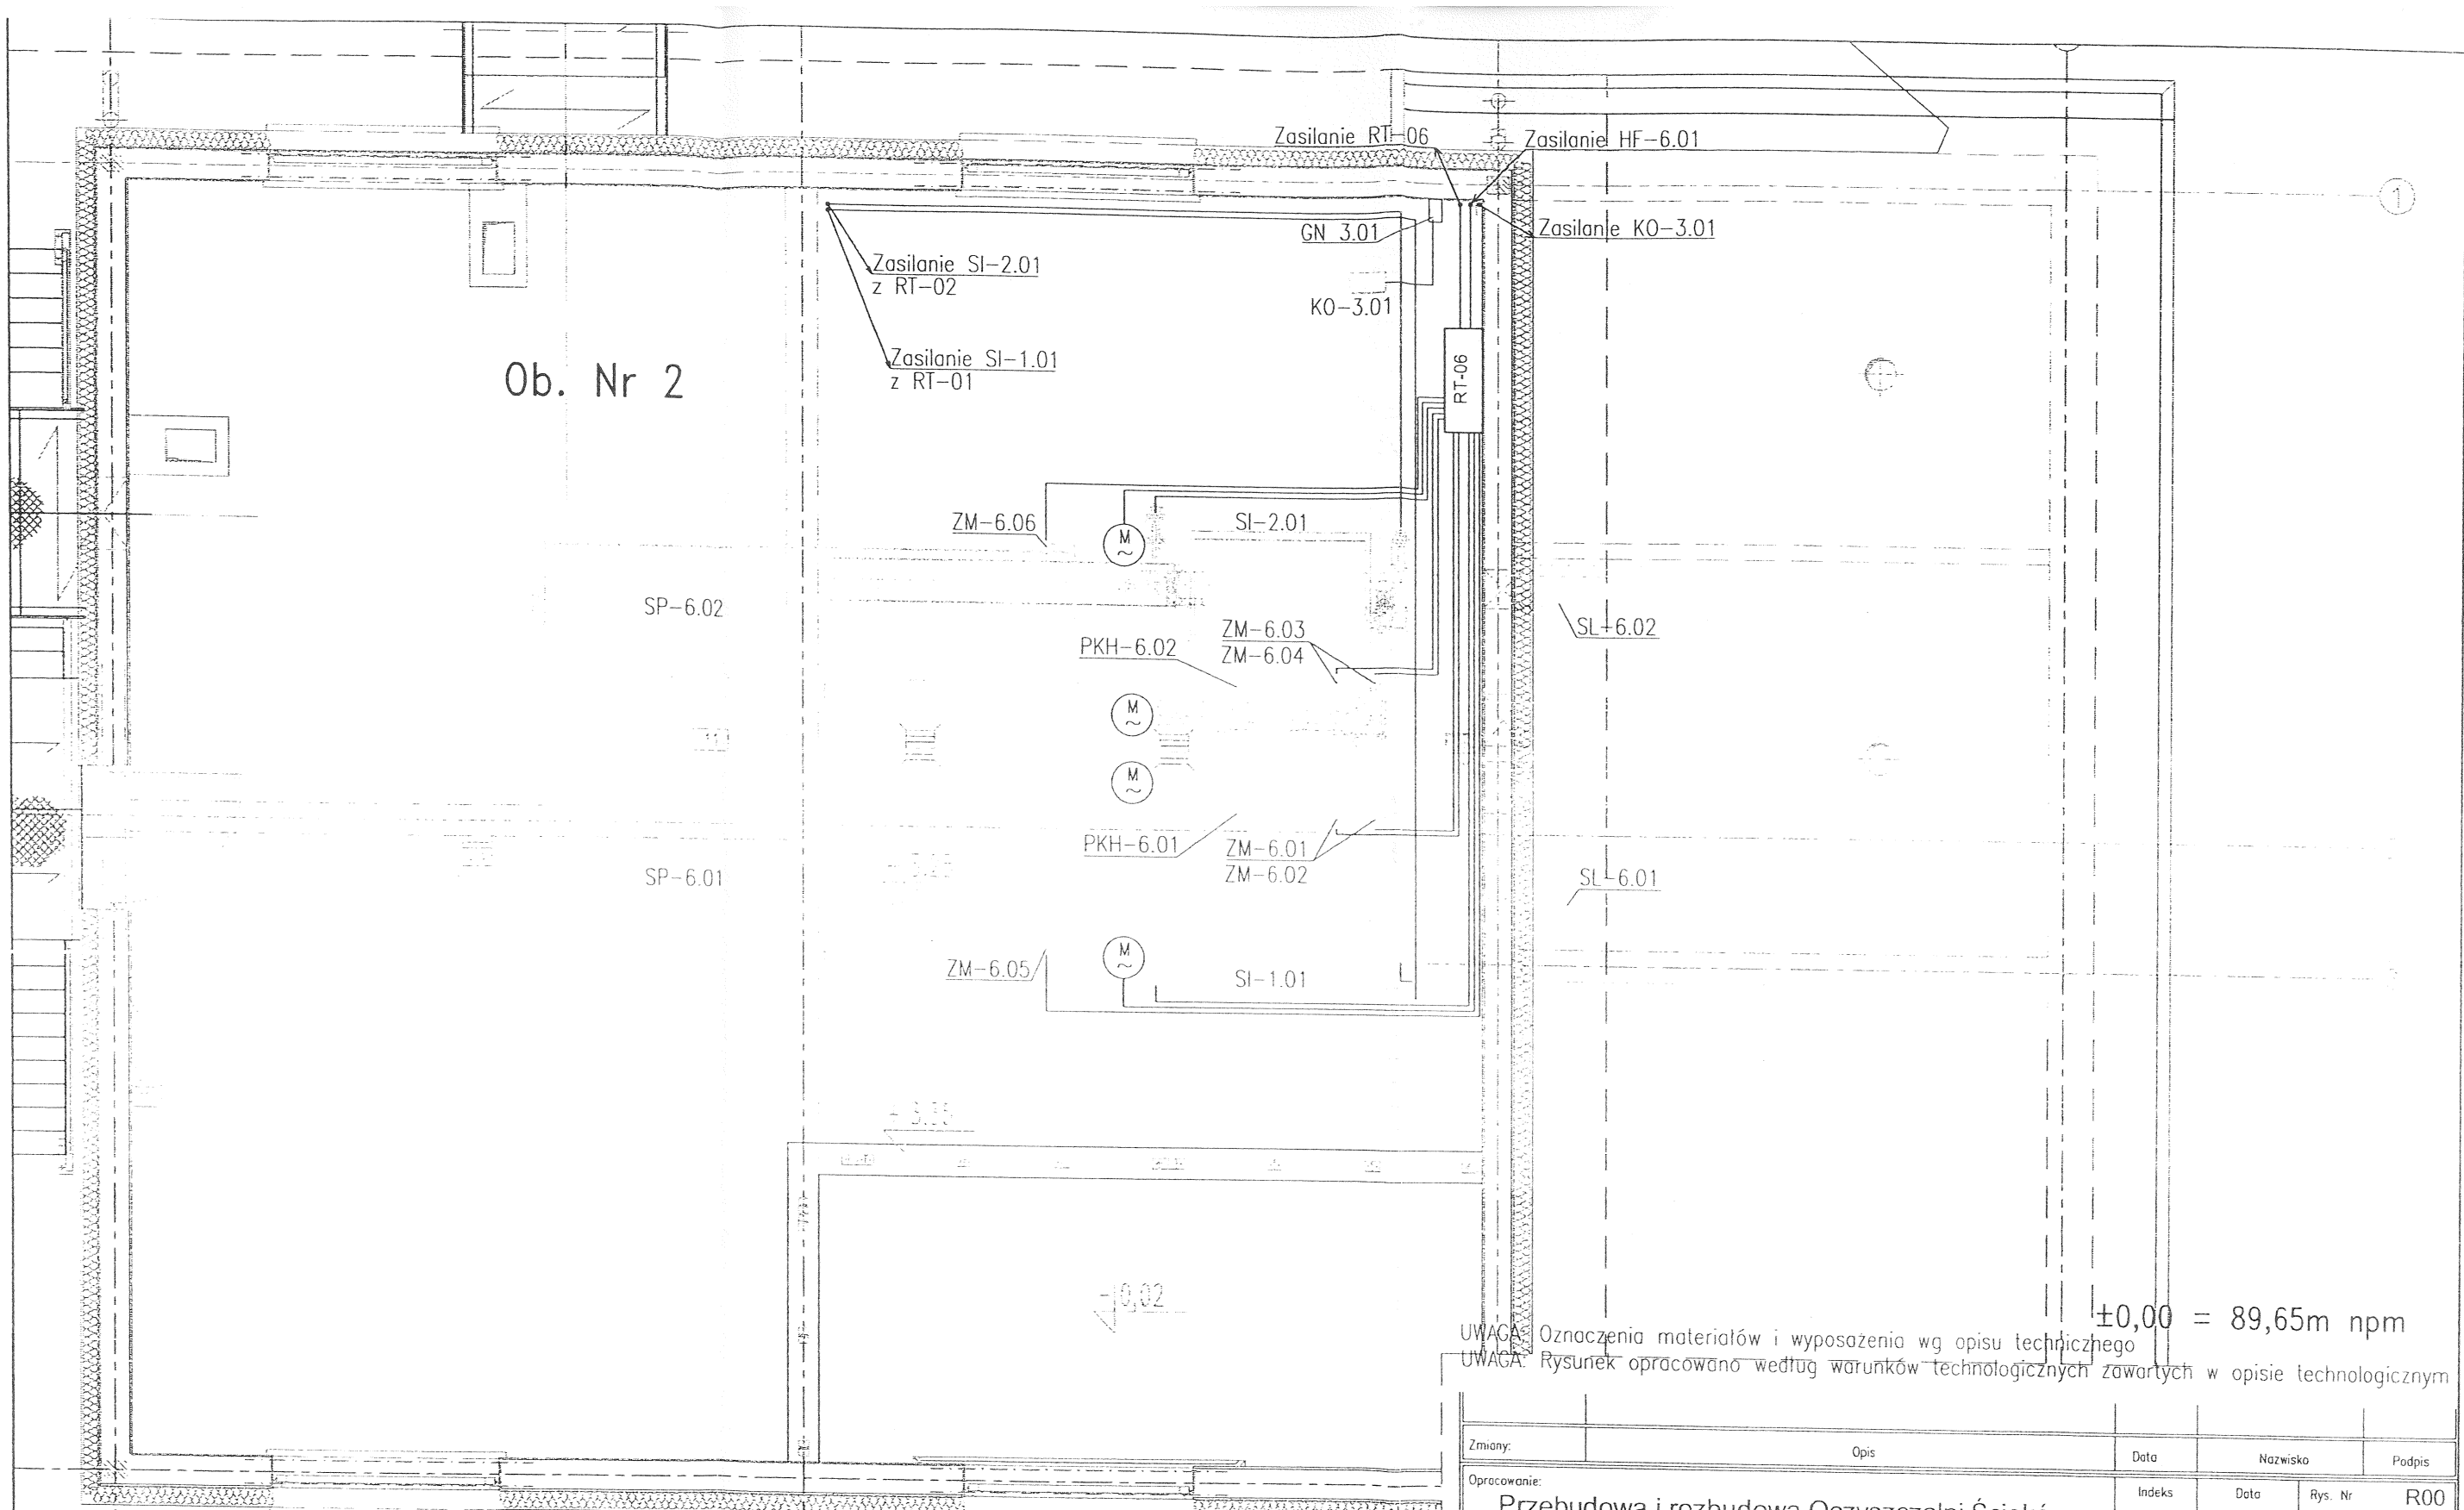 Zasilanie RT-06
Zasilanie HF-6.01
1
GN 3.01
Zasilanie KO-3.01
Zasilanie SI-2.01
z RT-02
KO-3.01
Zasilanie SI-1.01
z RT-01
Ob. Nr 2
RT-06
ZM-6.06
M
~
SI-2.01
SP-6.02
ZM-6.03
ZM-6.04
PKH-6.02
SL-6.02
M
~
M
~
PKH-6.01
ZM-6.01
ZM-6.02
SP-6.01
SL-6.01
ZM-6.05
M
~
SI-1.01
-0,02
±0,00 = 89,65m npm
UWAGA: Oznaczenia materiałów i wyposażenia wg opisu technicznego
UWAGA: Rysunek opracowano według warunków technologicznych zawartych w opisie technologicznym
Zmiany:
Opis
Data
Nazwisko
Podpis
Opracowanie:
Przebudowa i rozbudowa Oczyszczalni
Indeks
Data
Rys. Nr
R00